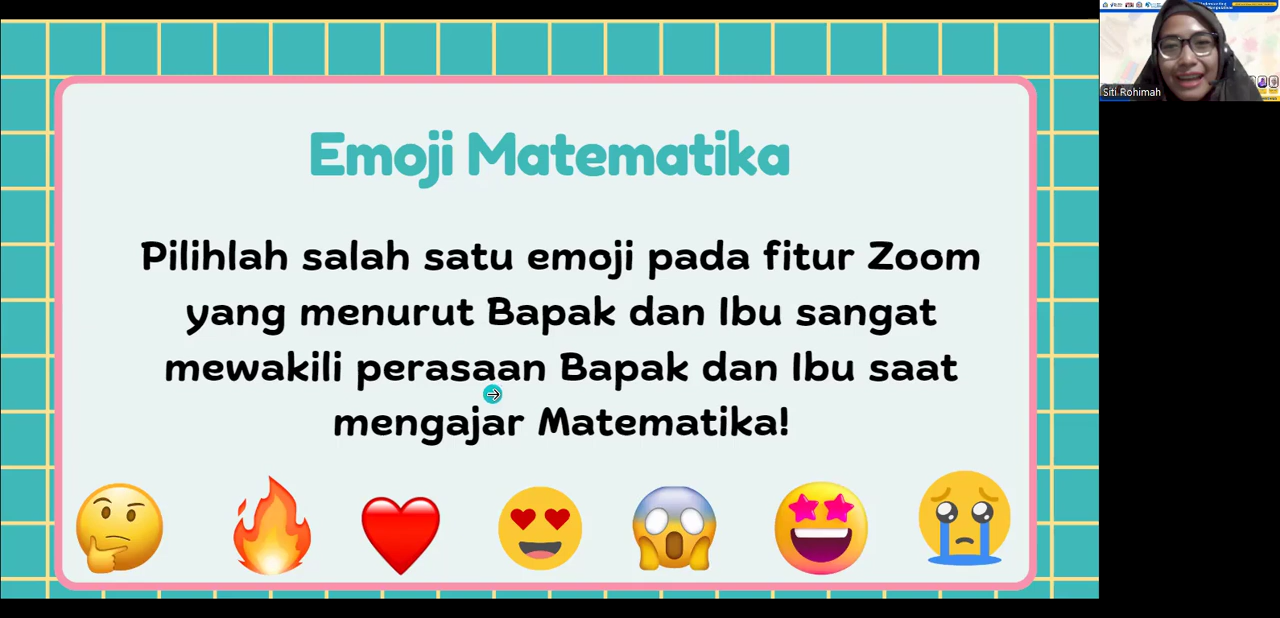 Emoji Matematika
Pilihlah salah satu emoji pada fitur Zoom
yang menurut Bapak dan Ibu sangat
mewakili perasaan Bapak dan Ibu saat
mengajar Matematika!
Siti Rohimah